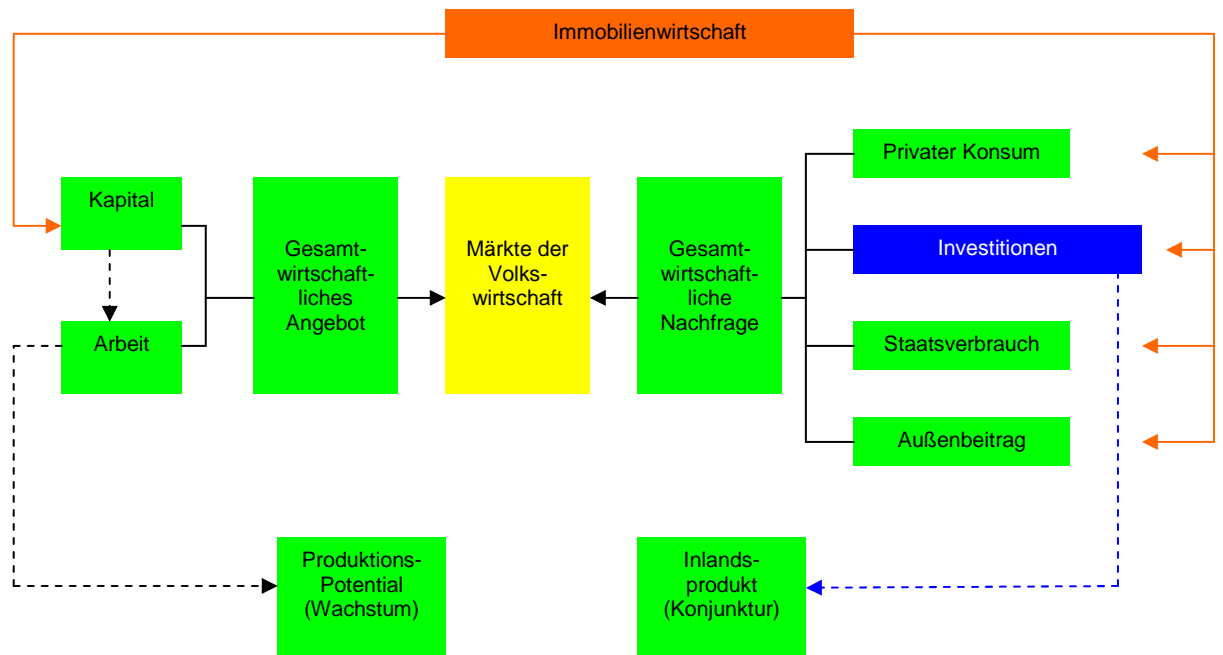 Immobilienwirtschaft
Kapital
Arbeit
Gesamt-
wirtschaft-
liches
Angebot
Märkte der
Volks-
wirtschaft
Gesamt-
wirtschaft-
liche
Nachfrage
Privater Konsum
Investitionen
Staatsverbrauch
Außenbeitrag
Produktions-
Potential
(Wachstum)
Inlands-
produkt
(Konjunktur)